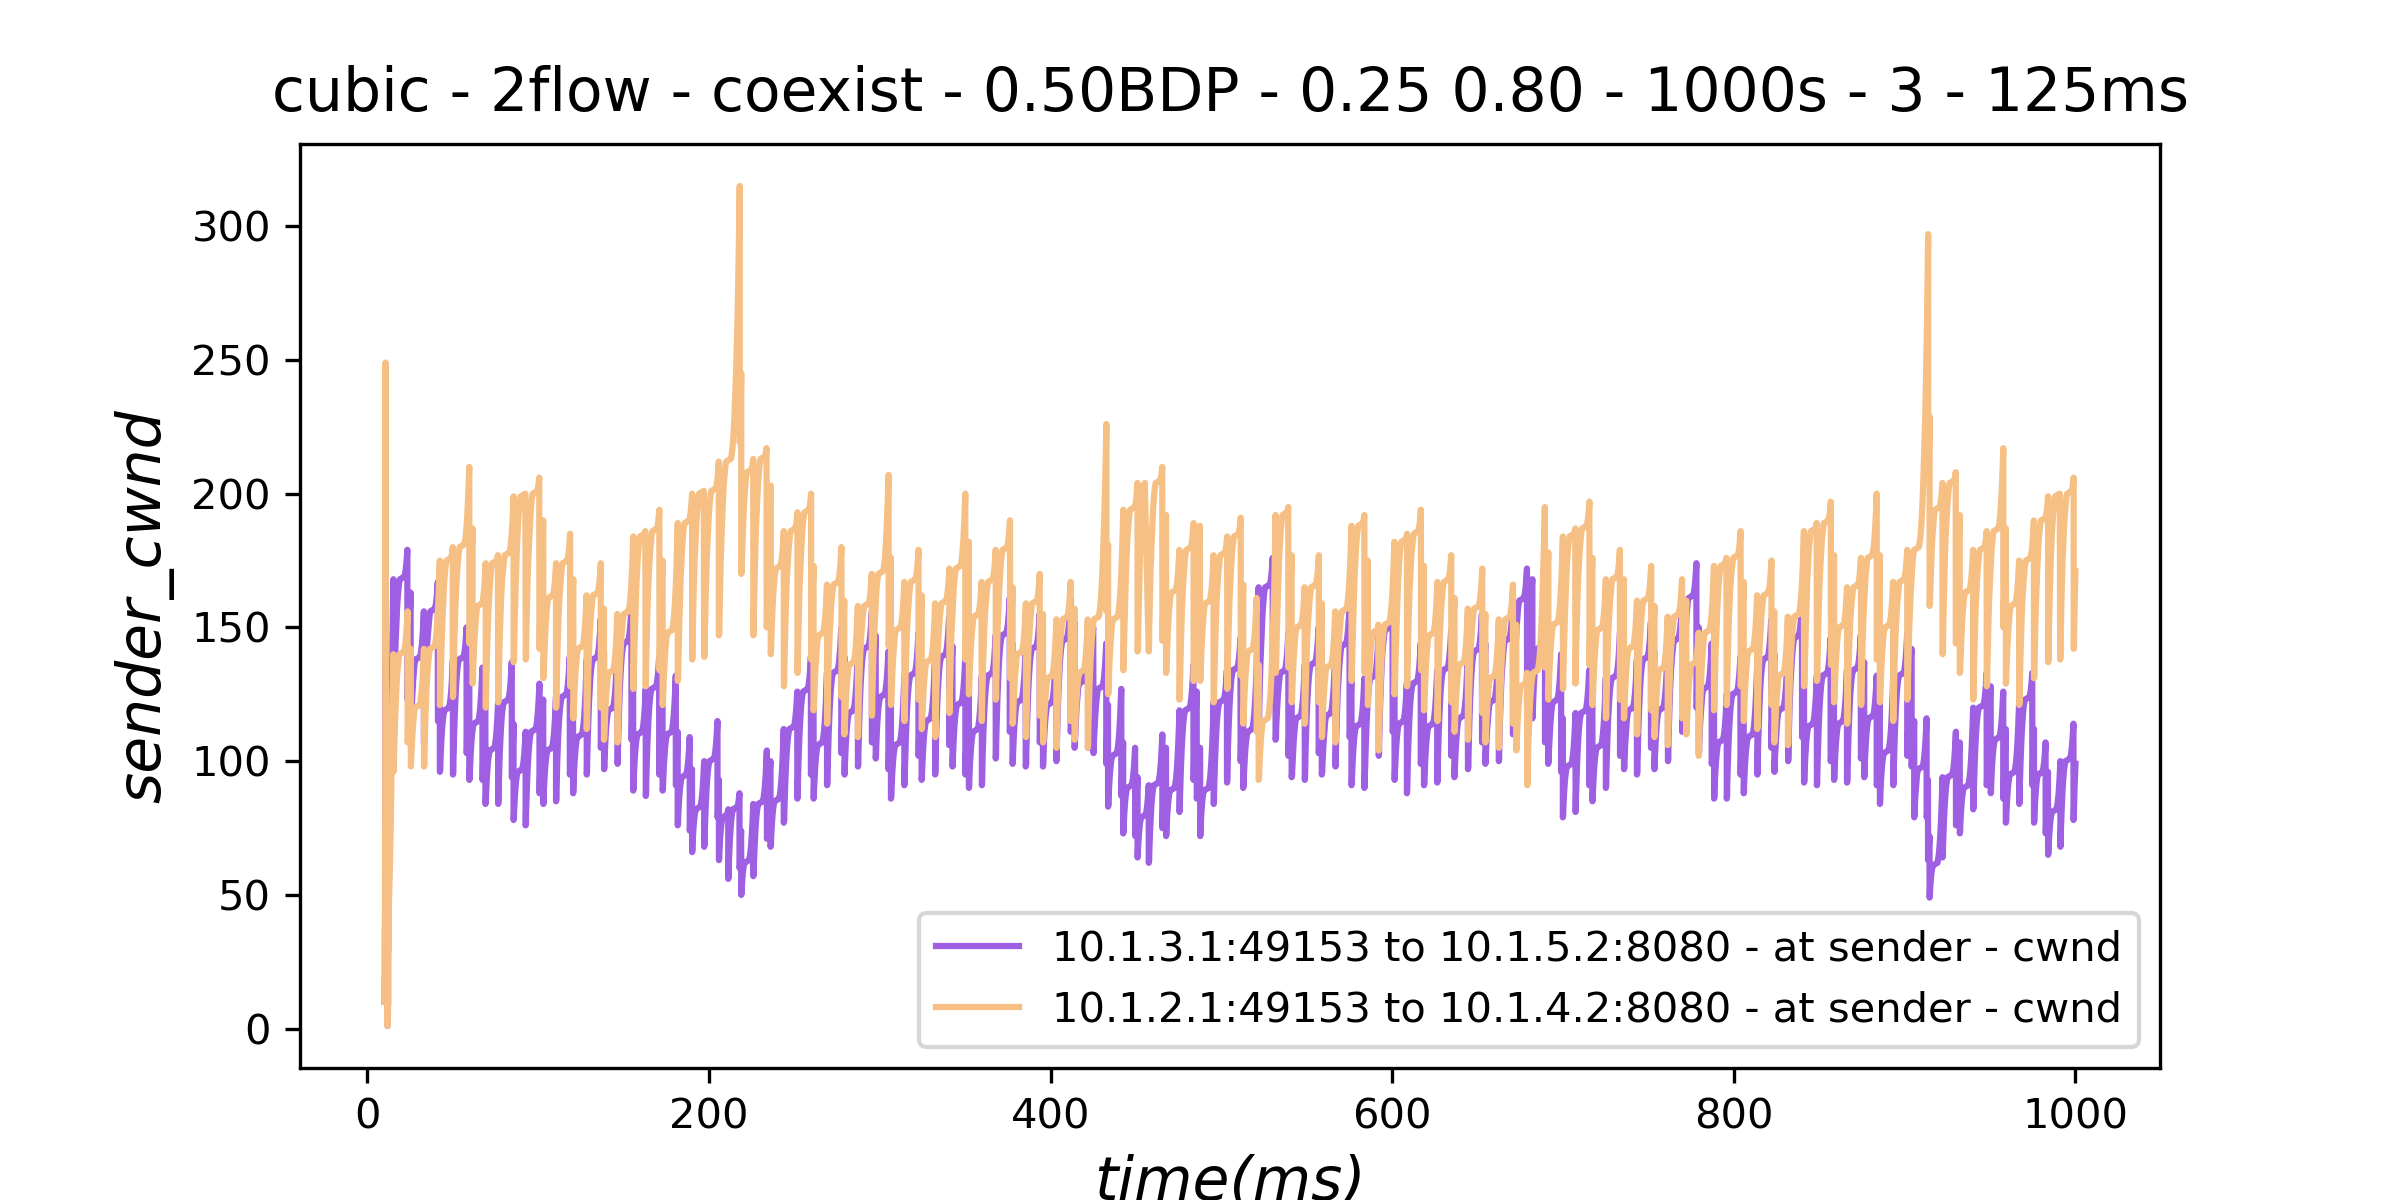 cubic - 2flow - coexist - 0.50BDP - 0.25 0.80 - 1000s - 3 - 125ms
sender_cwnd
300
250
200
150
100
50
0
10.1.3.1:49153 to 10.1.5.2:8080 - at sender - cwnd
10.1.2.1:49153 to 10.1.4.2:8080 - at sender - cwnd
0 200 400 600 800 1000
time(ms)